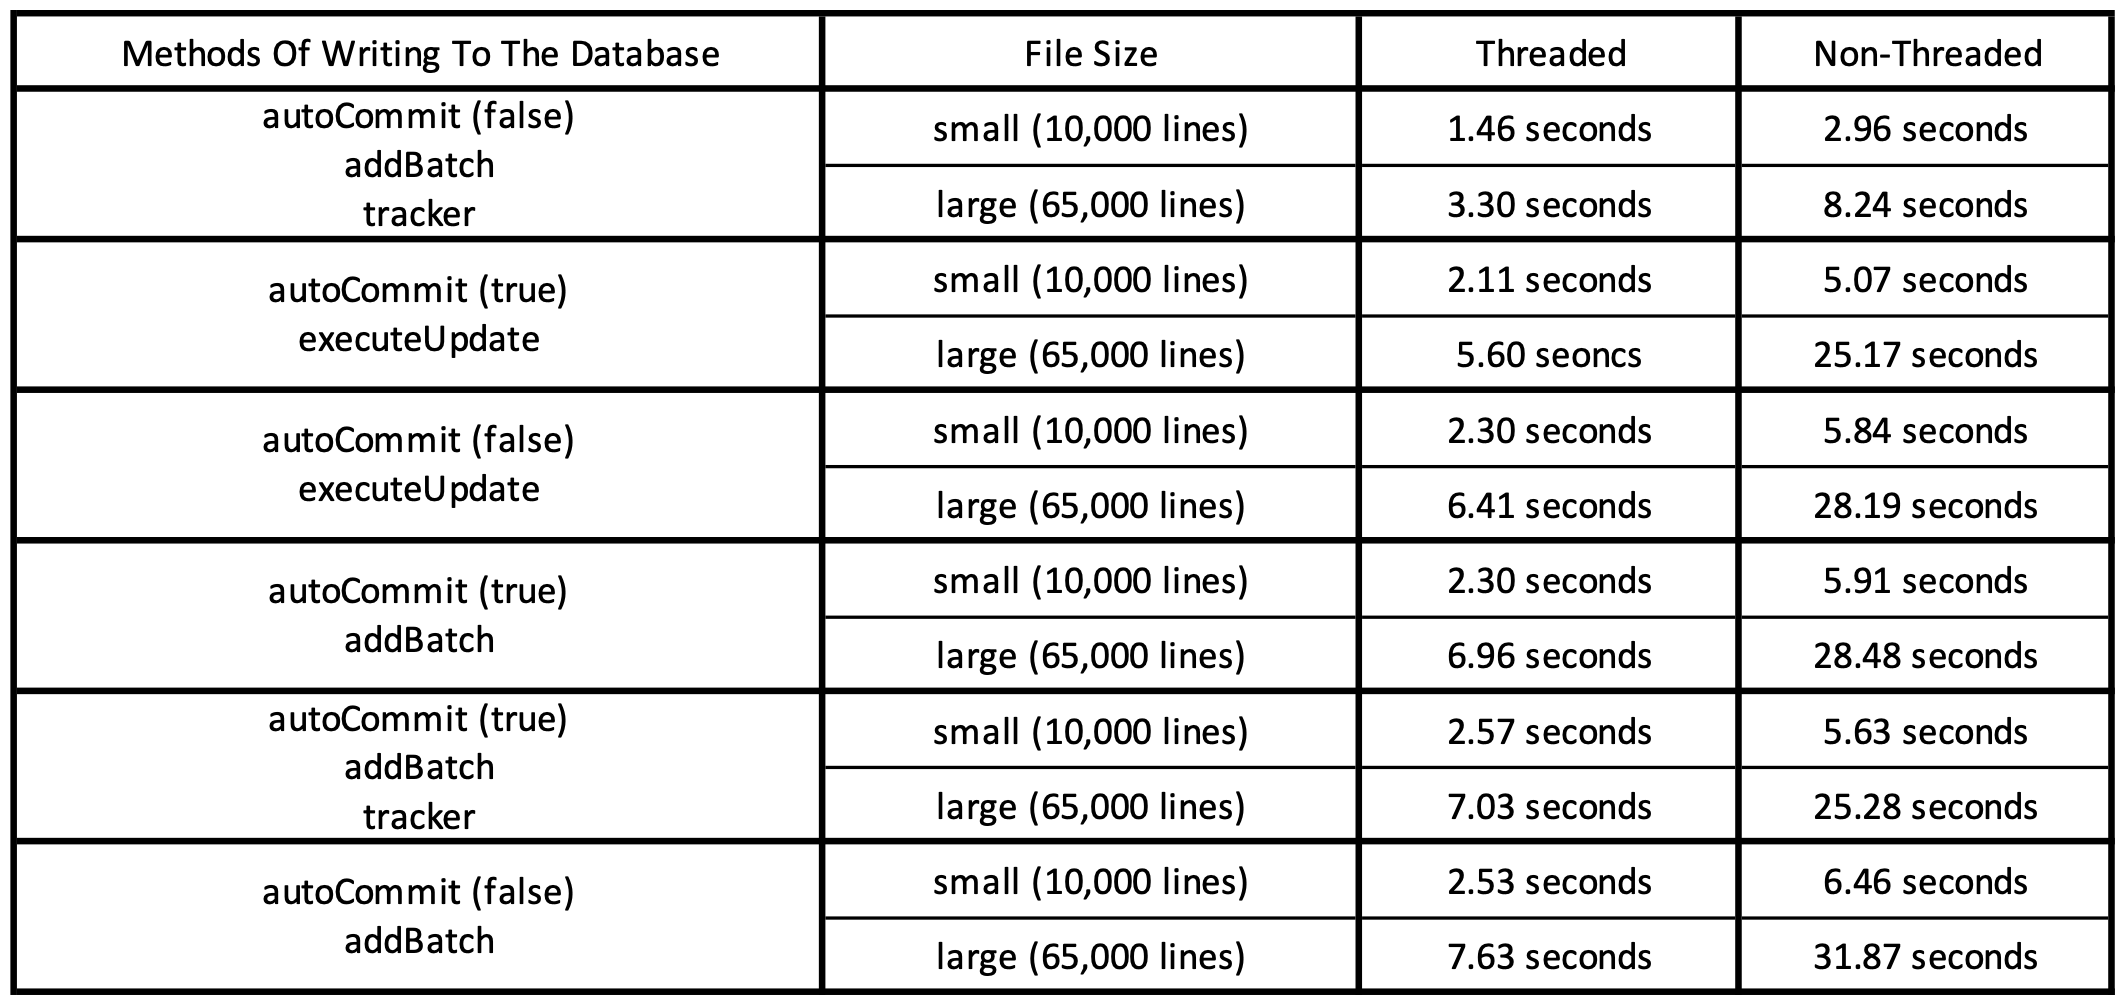 Methods Of Writing To The Database File Size Threaded Non-Threaded
autoCommit (false)
addBatch
tracker
small (10,000 lines) 1.46 seconds 2.96 seconds
large (65,000 lines) 3.30 seconds 8.24 seconds
autoCommit (true)
executeUpdate
small (10,000 lines) 2.11 seconds 5.07 seconds
large (65,000 lines) 5.60 seoncs 25.17 seconds
autoCommit (false)
executeUpdate
small (10,000 lines) 2.30 seconds 5.84 seconds
large (65,000 lines) 6.41 seconds 28.19 seconds
autoCommit (true)
addBatch
small (10,000 lines) 2.30 seconds 5.91 seconds
large (65,000 lines) 6.96 seconds 28.48 seconds
autoCommit (true)
addBatch
tracker
small (10,000 lines) 2.57 seconds 5.63 seconds
large (65,000 lines) 7.03 seconds 25.28 seconds
autoCommit (false)
addBatch
small (10,000 lines) 2.53 seconds 6.46 seconds
large (65,000 lines) 7.63 seconds 31.87 seconds